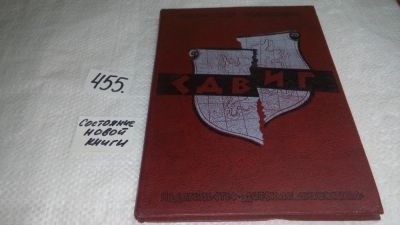 455.
Состояние
новой
книги
СДВИГ